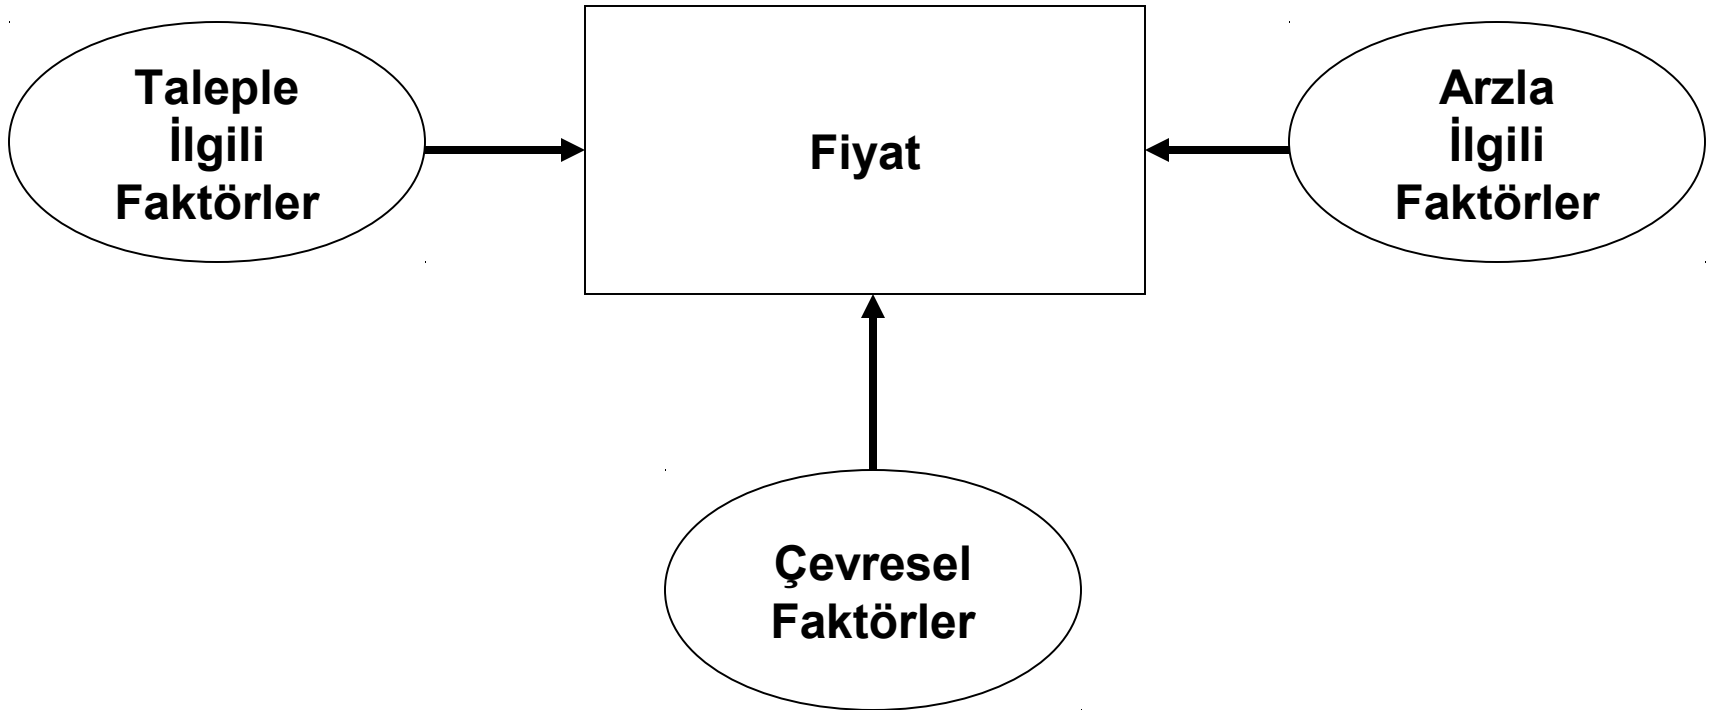 Taleple
İlgili
Faktörler
Fiyat
Arzla
İlgili
Faktörler
Çevresel
Faktörler